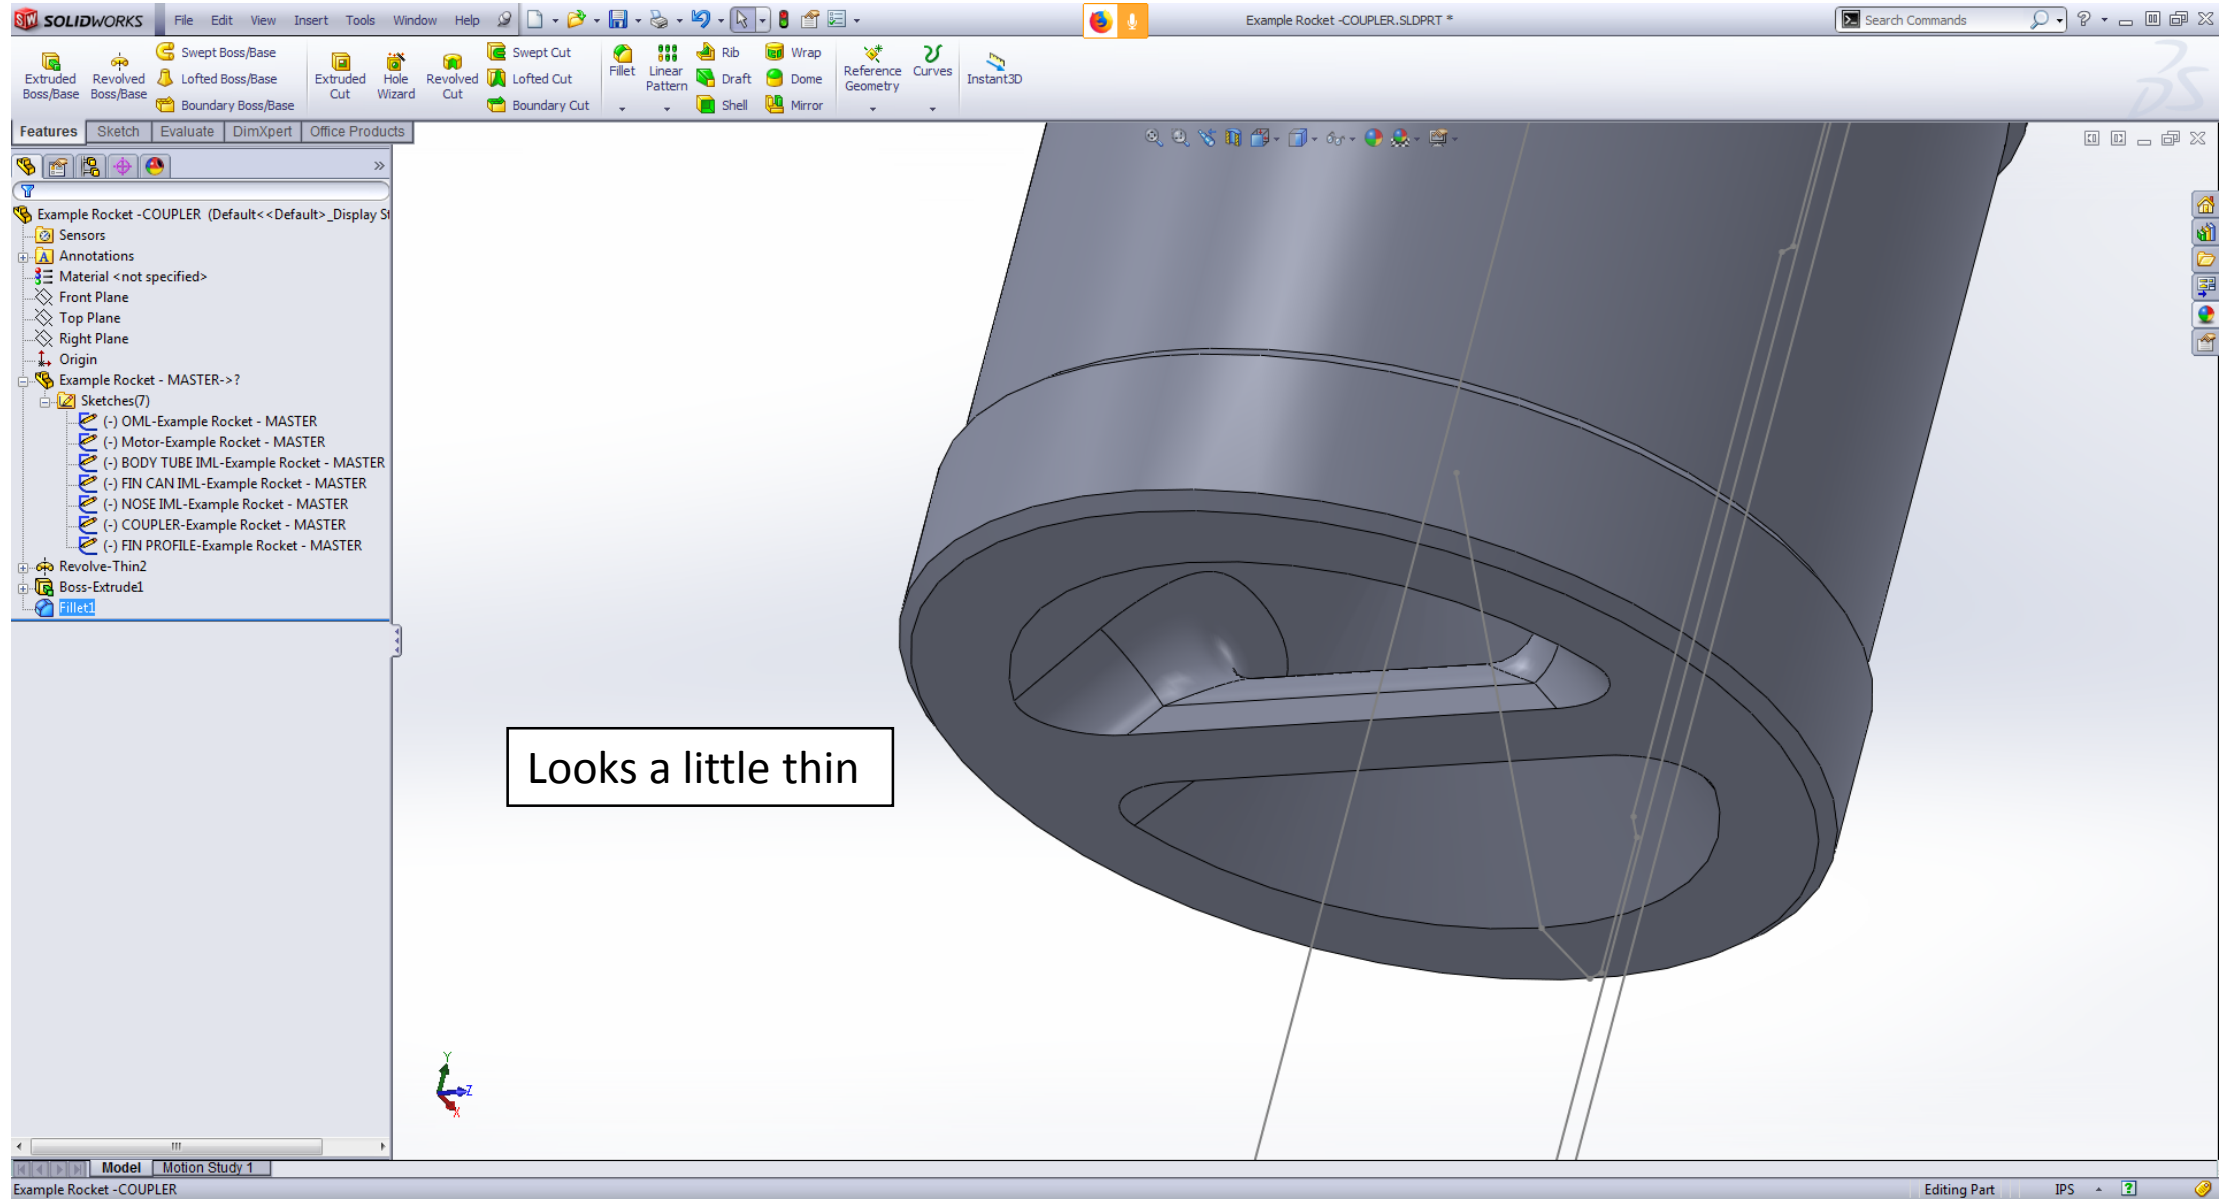 SOLIDWORKS File Edit View Insert Tools Window Help Example Rocket -COUPLER.SLDPRT * Search Commands
Extruded Boss/Base
Revolved Boss/Base
Swept Boss/Base
Lofted Boss/Base
Boundary Boss/Base
Extruded Cut
Hole Wizard
Revolved Cut
Swept Cut
Lofted Cut
Boundary Cut
Fillet
Linear Pattern
Rib
Draft
Shell
Wrap
Dome
Mirror
Reference Geometry
Curves
Instant3D
Features Sketch Evaluate DimXpert Office Products
Example Rocket -COUPLER (Default<<Default>_Display St
Sensors
Annotations
Material <not specified>
Front Plane
Top Plane
Right Plane
Origin
Example Rocket - MASTER->?
Sketches(7)
(-) OML-Example Rocket - MASTER
(-) Motor-Example Rocket - MASTER
(-) BODY TUBE IML-Example Rocket - MASTER
(-) FIN CAN IML-Example Rocket - MASTER
(-) NOSE IML-Example Rocket - MASTER
(-) COUPLER-Example Rocket - MASTER
(-) FIN PROFILE-Example Rocket - MASTER
Revolve-Thin2
Boss-Extrude1
Fillet1
Looks a little thin
Y
Z
X
Model Motion Study 1
Example Rocket -COUPLER Editing Part IPS